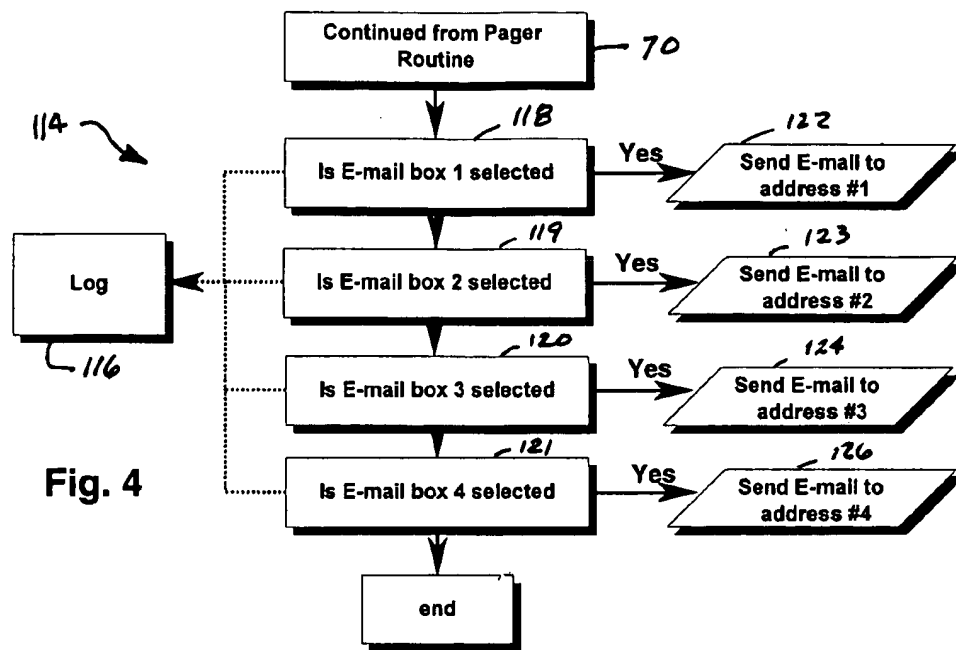 Continued from Pager
Routine
70
114
118
Is E-mail box 1 selected
Yes
122
Send E-mail to
address #1
119
Is E-mail box 2 selected
Yes
123
Send E-mail to
address #2
Log
116
120
Is E-mail box 3 selected
Yes
124
Send E-mail to
address #3
121
Is E-mail box 4 selected
Yes
126
Send E-mail to
address #4
Fig. 4
end